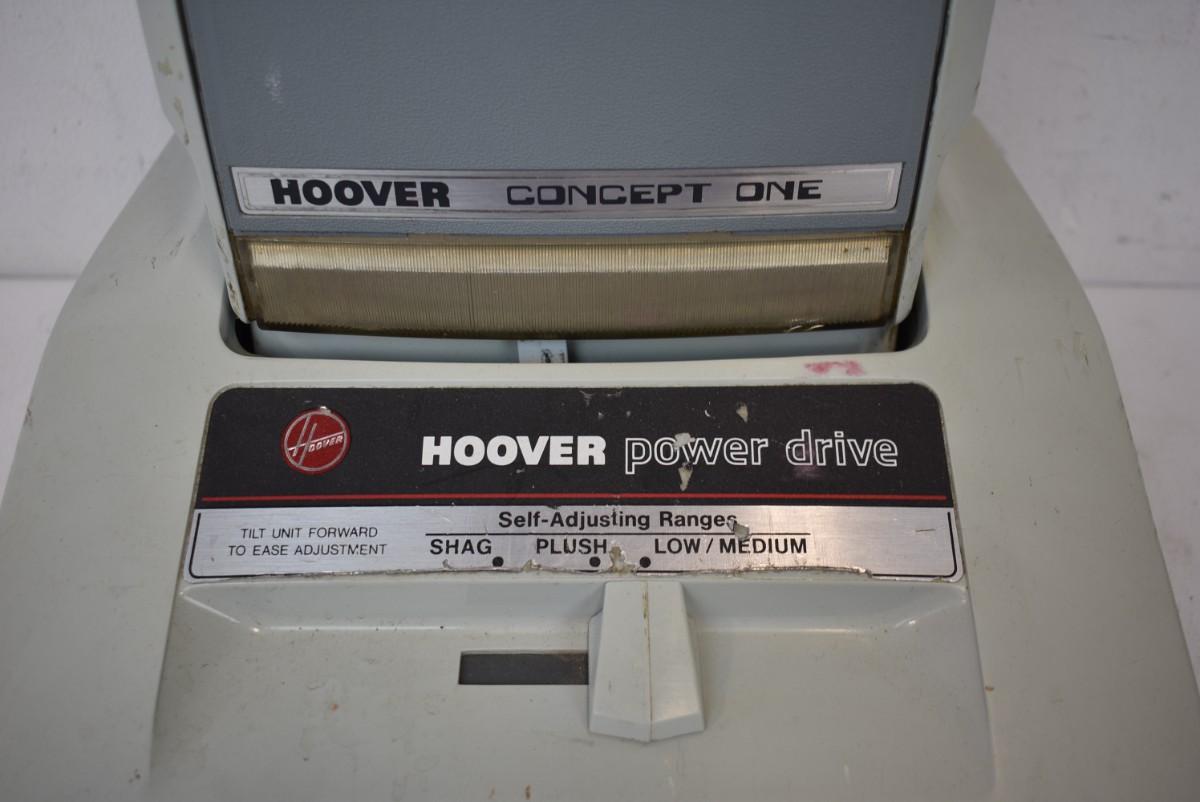 HOOVER CONCEPT ONE
HOOVER
HOOVER power drive
TILT UNIT FORWARD
TO EASE ADJUSTMENT
Self-Adjusting Ranges
SHAG PLUSH LOW / MEDIUM